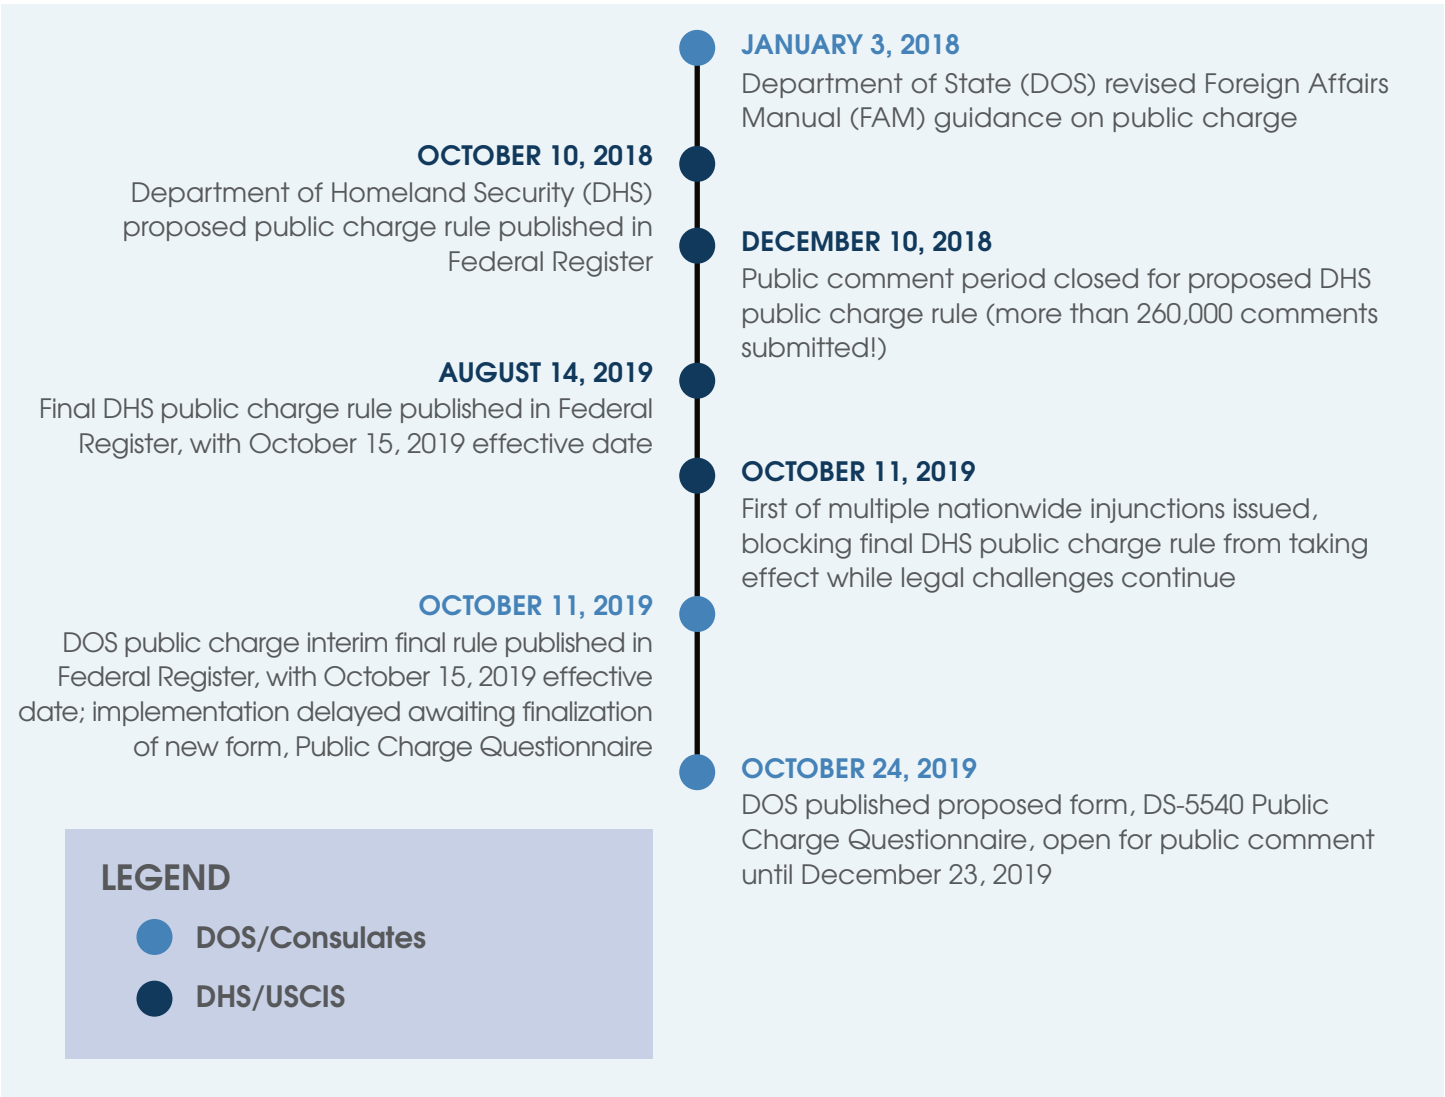 JANUARY 3, 2018
Department of State (DOS) revised Foreign Affairs
Manual (FAM) guidance on public charge
OCTOBER 10, 2018
Department of Homeland Security (DHS)
proposed public charge rule published in
Federal Register
DECEMBER 10, 2018
Public comment period closed for proposed DHS
public charge rule (more than 260,000 comments
submitted!)
AUGUST 14, 2019
Final DHS public charge rule published in Federal
Register, with October 15, 2019 effective date
OCTOBER 11, 2019
First of multiple nationwide injunctions issued,
blocking final DHS public charge rule from taking
effect while legal challenges continue
OCTOBER 11, 2019
DOS public charge interim final rule published in
Federal Register, with October 15, 2019 effective
date; implementation delayed awaiting finalization
of new form, Public Charge Questionnaire
OCTOBER 24, 2019
DOS published proposed form, DS-5540 Public
Charge Questionnaire, open for public comment
until December 23, 2019
LEGEND
DOS/Consulates
DHS/USCIS